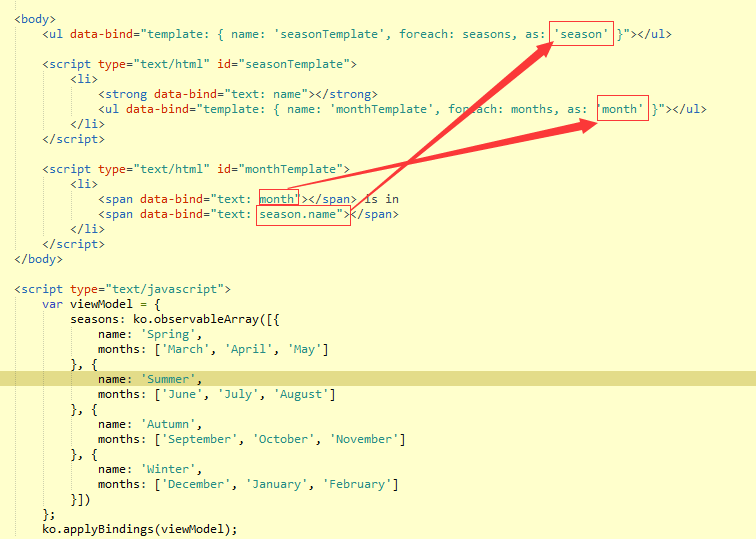 <body>
    <ul data-bind="template: { name: 'seasonTemplate', foreach: seasons, as: 'season' }"></ul>
    <script type="text/html" id="seasonTemplate">
        <li>
            <strong data-bind="text: name"></strong>
            <ul data-bind="template: { name: 'monthTemplate', foreach: months, as: 'month' }"></ul>
        </li>
    </script>
    <script type="text/html" id="monthTemplate">
        <li>
            <span data-bind="text: month"></span> is in
            <span data-bind="text: season.name"></span>
        </li>
    </script>
</body>
<script type="text/javascript">
    var viewModel = {
        seasons: ko.observableArray([{
            name: 'Spring',
            months: ['March', 'April', 'May']
        }, {
            name: 'Summer',
            months: ['June', 'July', 'August']
        }, {
            name: 'Autumn',
            months: ['September', 'October', 'November']
        }, {
            name: 'Winter',
            months: ['December', 'January', 'February']
        }])
    };
    ko.applyBindings(viewModel);